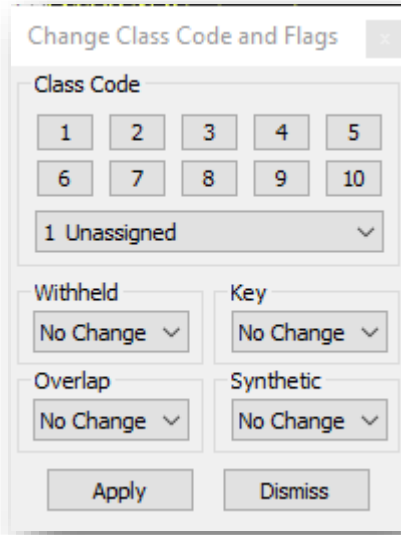 Change Class Code and Flags x
Class Code
1 2 3 4 5
6 7 8 9 10
1 Unassigned
Withheld Key
No Change No Change
Overlap Synthetic
No Change No Change
Apply Dismiss